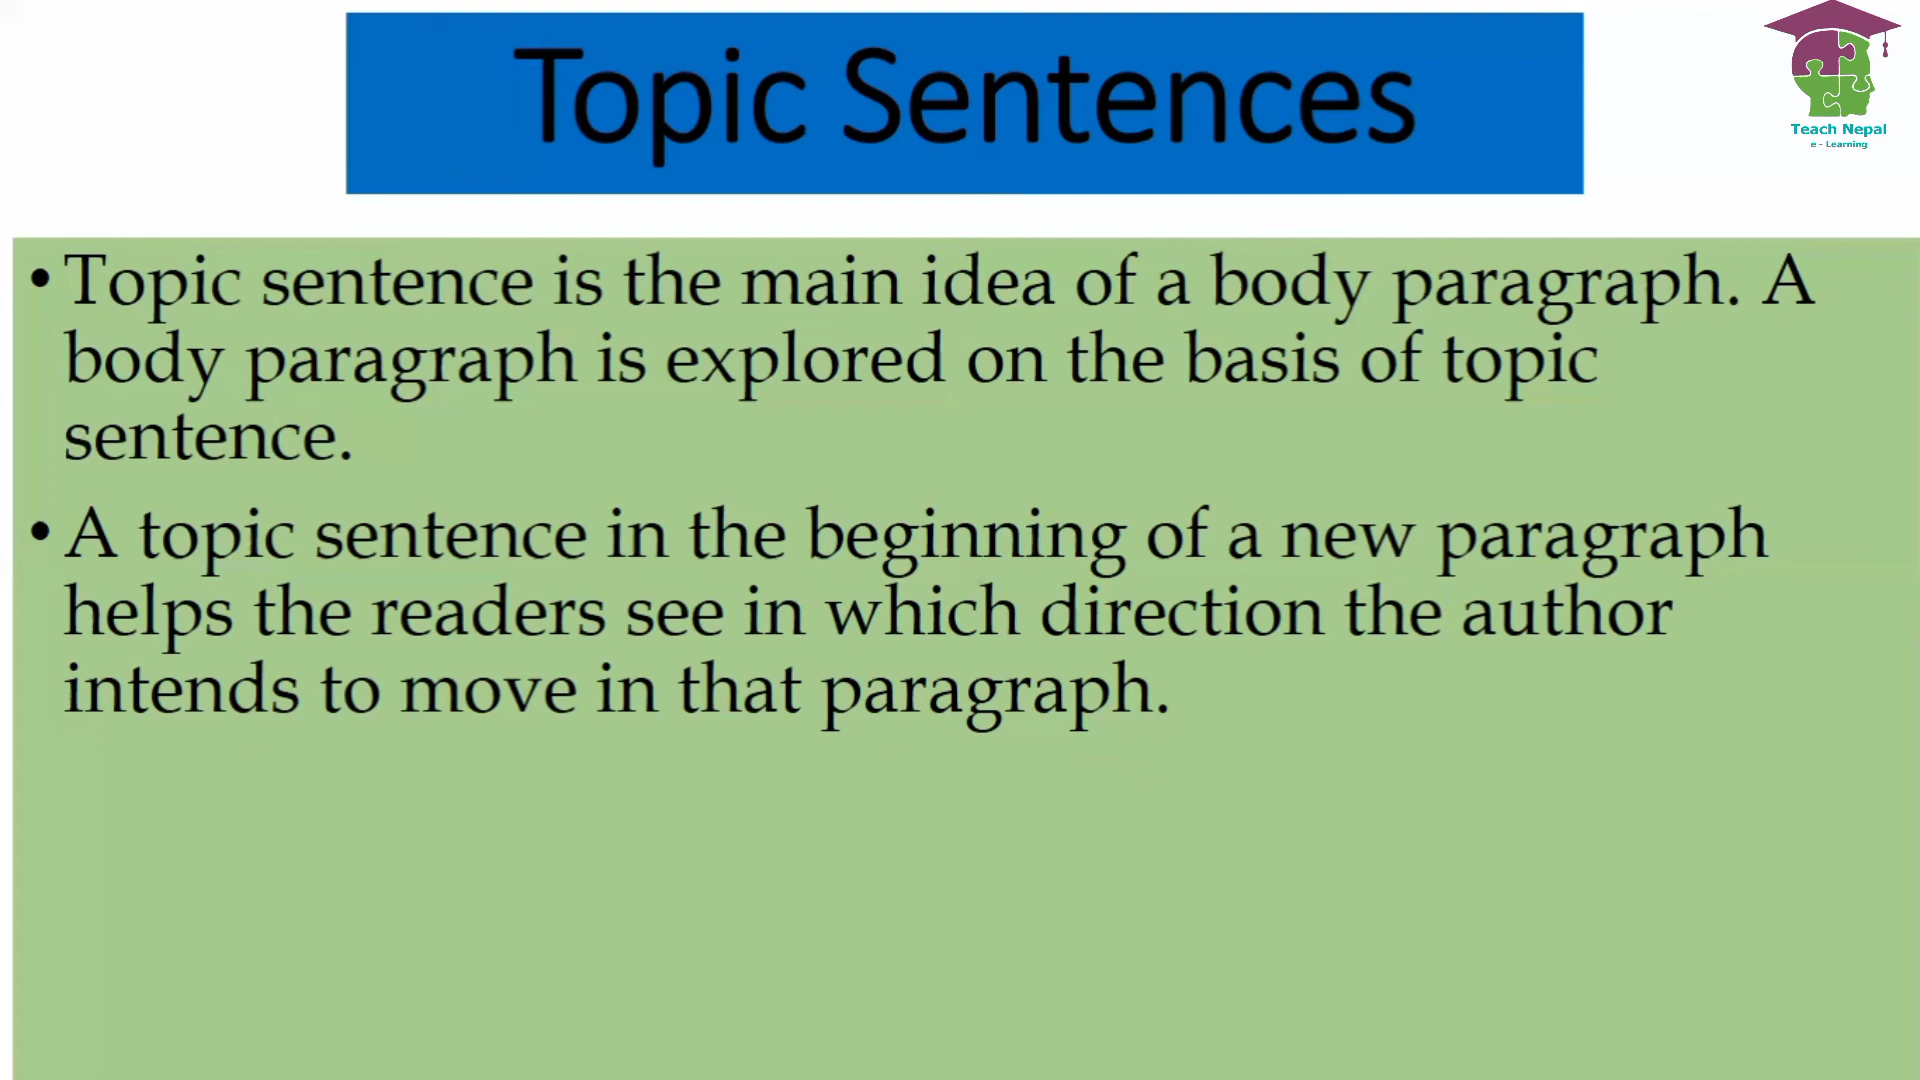 Topic Sentences
Teach Nepal
e - Learning
• Topic sentence is the main idea of a body paragraph. A
body paragraph is explored on the basis of topic
sentence.
• A topic sentence in the beginning of a new paragraph
helps the readers see in which direction the author
intends to move in that paragraph.